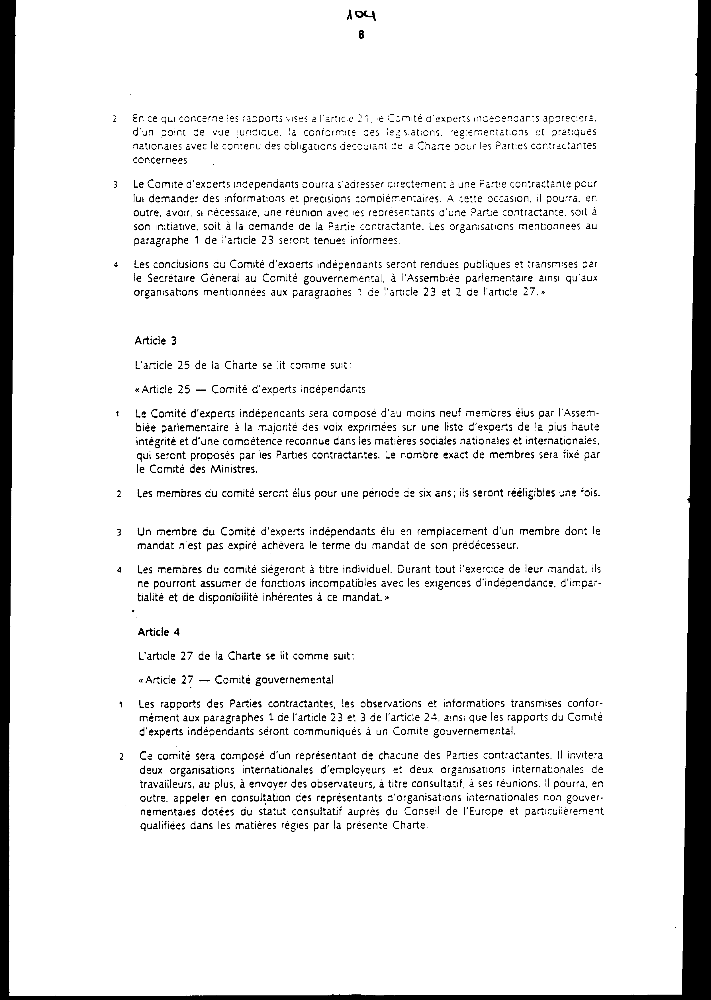 104
8
2 En ce qui concerne les rapports visés à l'article 21, le Comité d'experts indépendants appréciera,
d'un point de vue juridique, la conformité des législations, réglementations et pratiques
nationales avec le contenu des obligations découlant de la Charte pour les Parties contractantes
concernées.
3 Le Comité d'experts indépendants pourra s'adresser directement à une Partie contractante pour
lui demander des informations et précisions complémentaires. A cette occasion, il pourra, en
outre, avoir, si nécessaire, une réunion avec les représentants d'une Partie contractante, soit à
son initiative, soit à la demande de la Partie contractante. Les organisations mentionnées au
paragraphe 1 de l'article 23 seront tenues informées.
4 Les conclusions du Comité d'experts indépendants seront rendues publiques et transmises par
le Secrétaire Général au Comité gouvernemental, à l'Assemblée parlementaire ainsi qu'aux
organisations mentionnées aux paragraphes 1 de l'article 23 et 2 de l'article 27.»
Article 3
L'article 25 de la Charte se lit comme suit:
«Article 25 — Comité d'experts indépendants
1 Le Comité d'experts indépendants sera composé d'au moins neuf membres élus par l'Assem-
blée parlementaire à la majorité des voix exprimées sur une liste d'experts de la plus haute
intégrité et d'une compétence reconnue dans les matières sociales nationales et internationales,
qui seront proposés par les Parties contractantes. Le nombre exact de membres sera fixé par
le Comité des Ministres.
2 Les membres du comité seront élus pour une période de six ans; ils seront rééligibles une fois.
3 Un membre du Comité d'experts indépendants élu en remplacement d'un membre dont le
mandat n'est pas expiré achèvera le terme du mandat de son prédécesseur.
4 Les membres du comité siégeront à titre individuel. Durant tout l'exercice de leur mandat, ils
ne pourront assumer de fonctions incompatibles avec les exigences d'indépendance, d'impar-
tialité et de disponibilité inhérentes à ce mandat.»
Article 4
L'article 27 de la Charte se lit comme suit:
«Article 27 — Comité gouvernemental
1 Les rapports des Parties contractantes, les observations et informations transmises confor-
mément aux paragraphes 1 de l'article 23 et 3 de l'article 24, ainsi que les rapports du Comité
d'experts indépendants seront communiqués à un Comité gouvernemental.
2 Ce comité sera composé d'un représentant de chacune des Parties contractantes. Il invitera
deux organisations internationales d'employeurs et deux organisations internationales de
travailleurs, au plus, à envoyer des observateurs, à titre consultatif, à ses réunions. Il pourra, en
outre, appeler en consultation des représentants d'organisations internationales non gouver-
nementales dotées du statut consultatif auprès du Conseil de l'Europe et particulièrement
qualifiées dans les matières régies par la présente Charte.